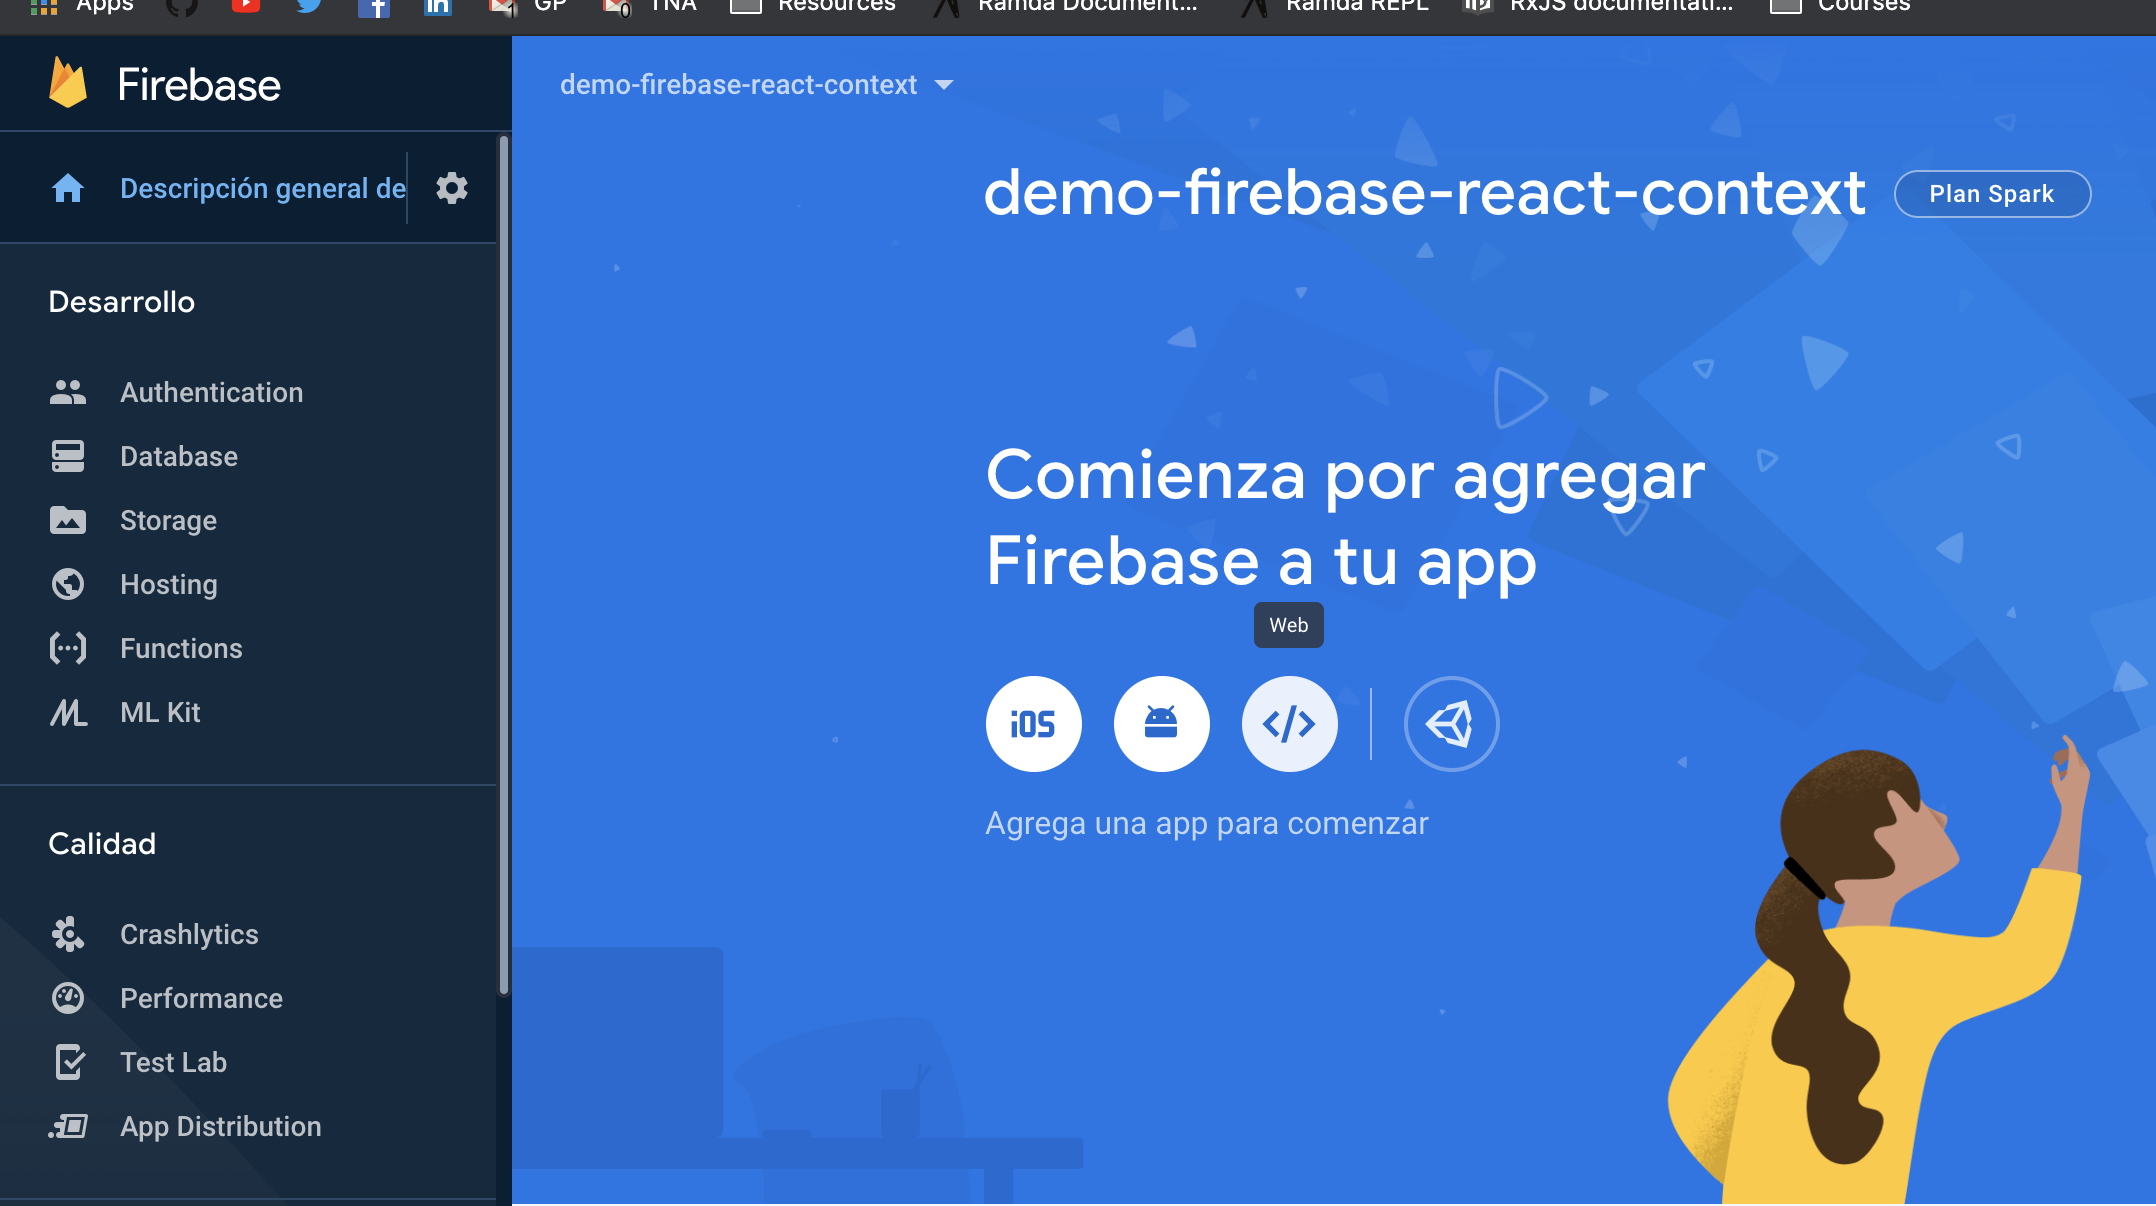 Apps
GP
TNA
Resources
Ramda Document...
Ramda REPL
RxJS documentati...
Courses
Firebase
demo-firebase-react-context
Descripción general de
demo-firebase-react-context
Plan Spark
Desarrollo
Authentication
Database
Storage
Hosting
Functions
ML Kit
Comienza por agregar
Firebase a tu app
Web
iOS
Agrega una app para comenzar
Calidad
Crashlytics
Performance
Test Lab
App Distribution